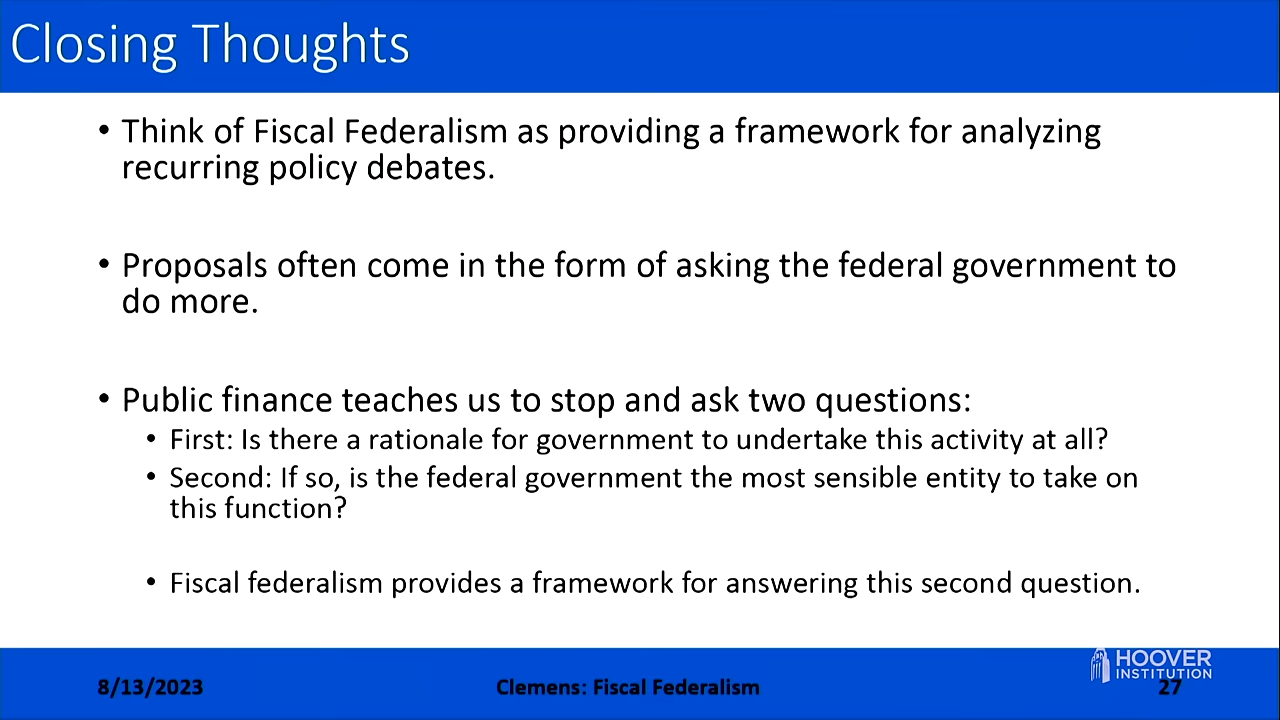 Closing Thoughts
• Think of Fiscal Federalism as providing a framework for analyzing
recurring policy debates.
• Proposals often come in the form of asking the federal government to
do more.
• Public finance teaches us to stop and ask two questions:
• First: Is there a rationale for government to undertake this activity at all?
• Second: If so, is the federal government the most sensible entity to take on
this function?
• Fiscal federalism provides a framework for answering this second question.
8/13/2023
Clemens: Fiscal Federalism
HOOVER
INSTITUTION
27